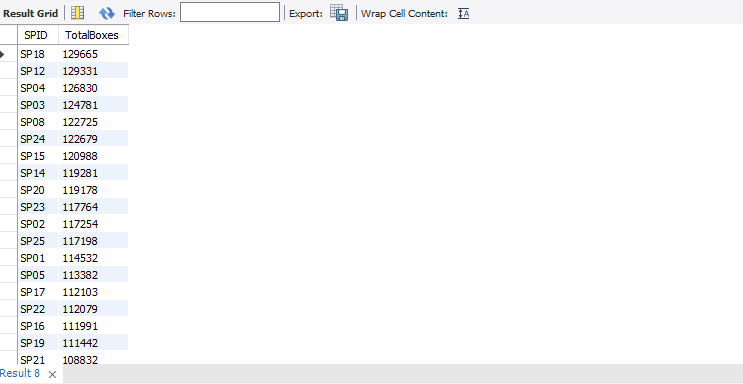 Result Grid Filter Rows: Export: Wrap Cell Content: IA
SPID TotalBoxes
SP18 129665
SP12 129331
SP04 126830
SP03 124781
SP08 122725
SP24 122679
SP15 120988
SP14 119281
SP20 119178
SP23 117764
SP02 117254
SP25 117198
SP01 114532
SP05 113382
SP17 112103
SP22 112079
SP16 111991
SP19 111442
SP21 108832
Result 8